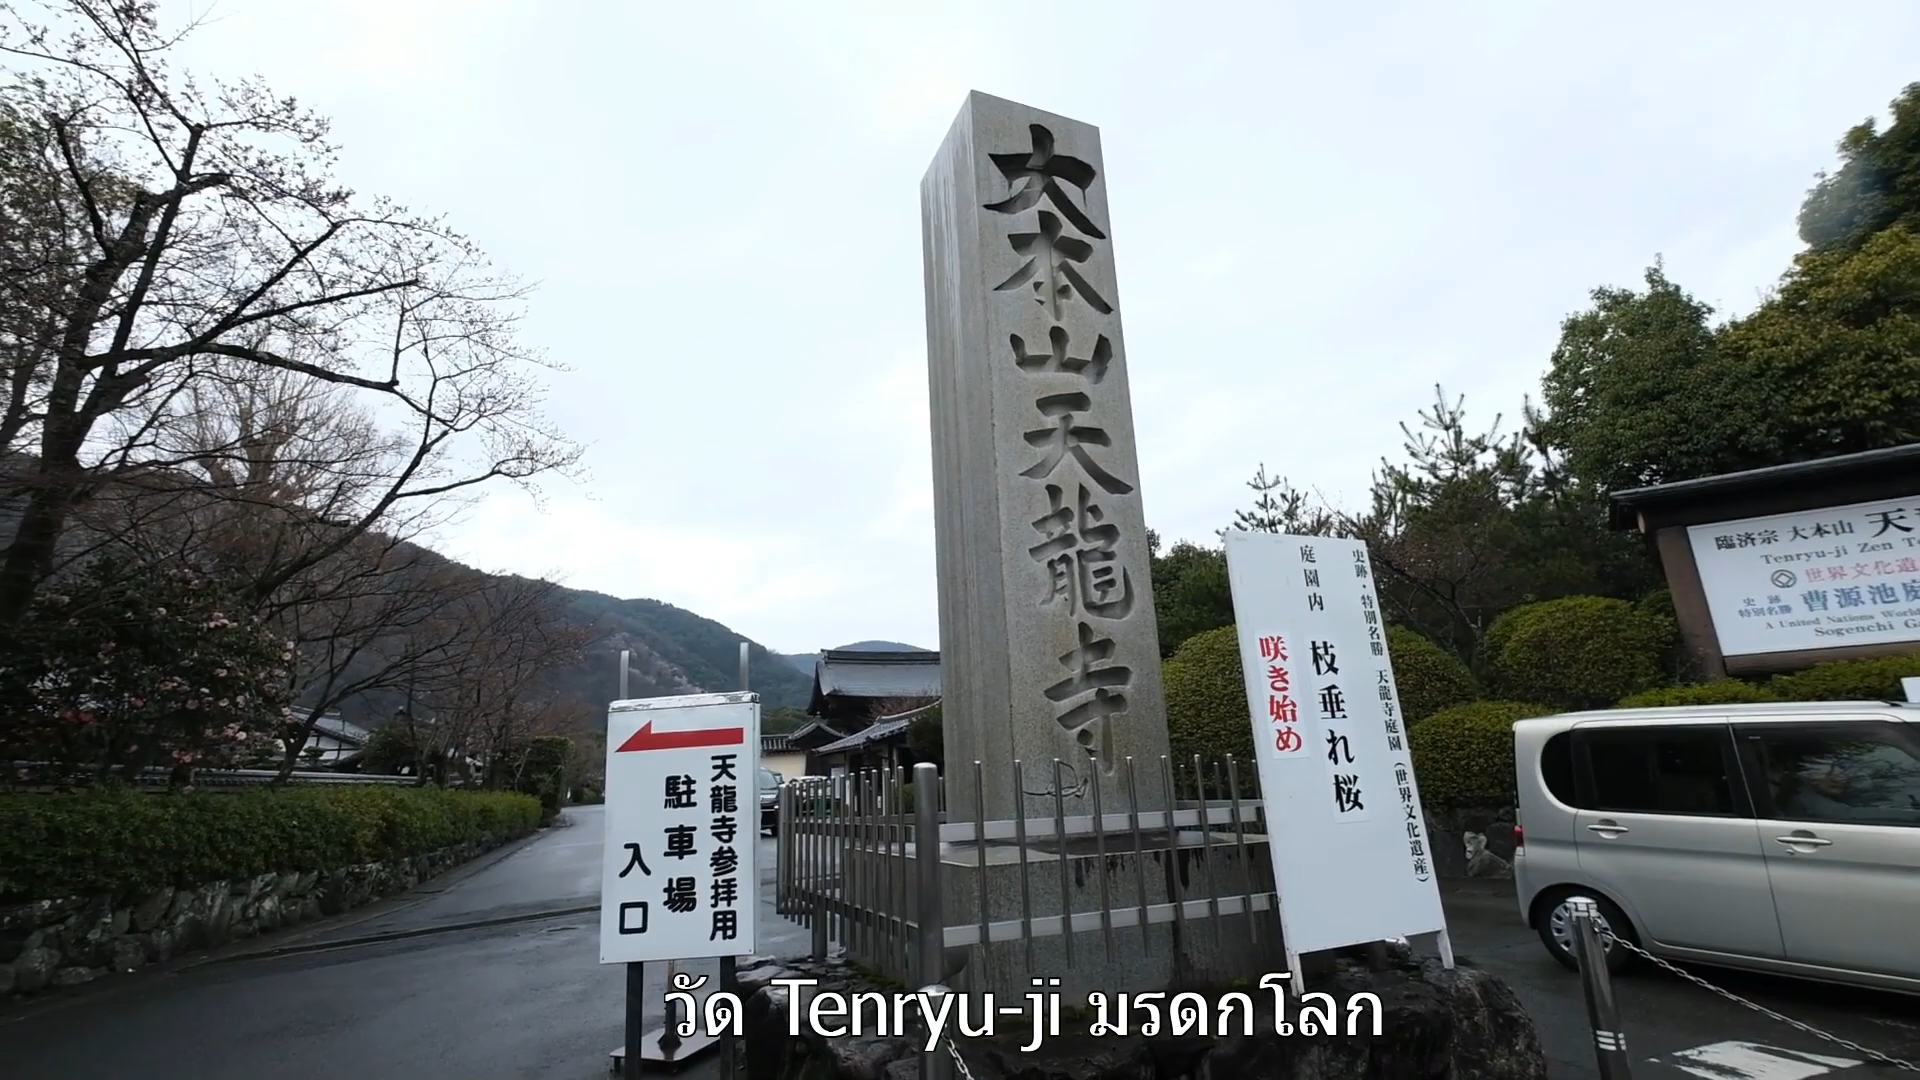 大本山天龍寺
天龍寺参拝用
駐車場
入口
史跡・特別名勝 天龍寺庭園(世界文化遺産)
庭園内 枝垂れ桜
咲き始め
臨済宗 大本山 天
Tenryu-ji Zen
世界文化遺
史跡
特別名勝 曹源池庭
A United Nations World
Sogenchi
วัด Tenryu-ji มรดกโลก